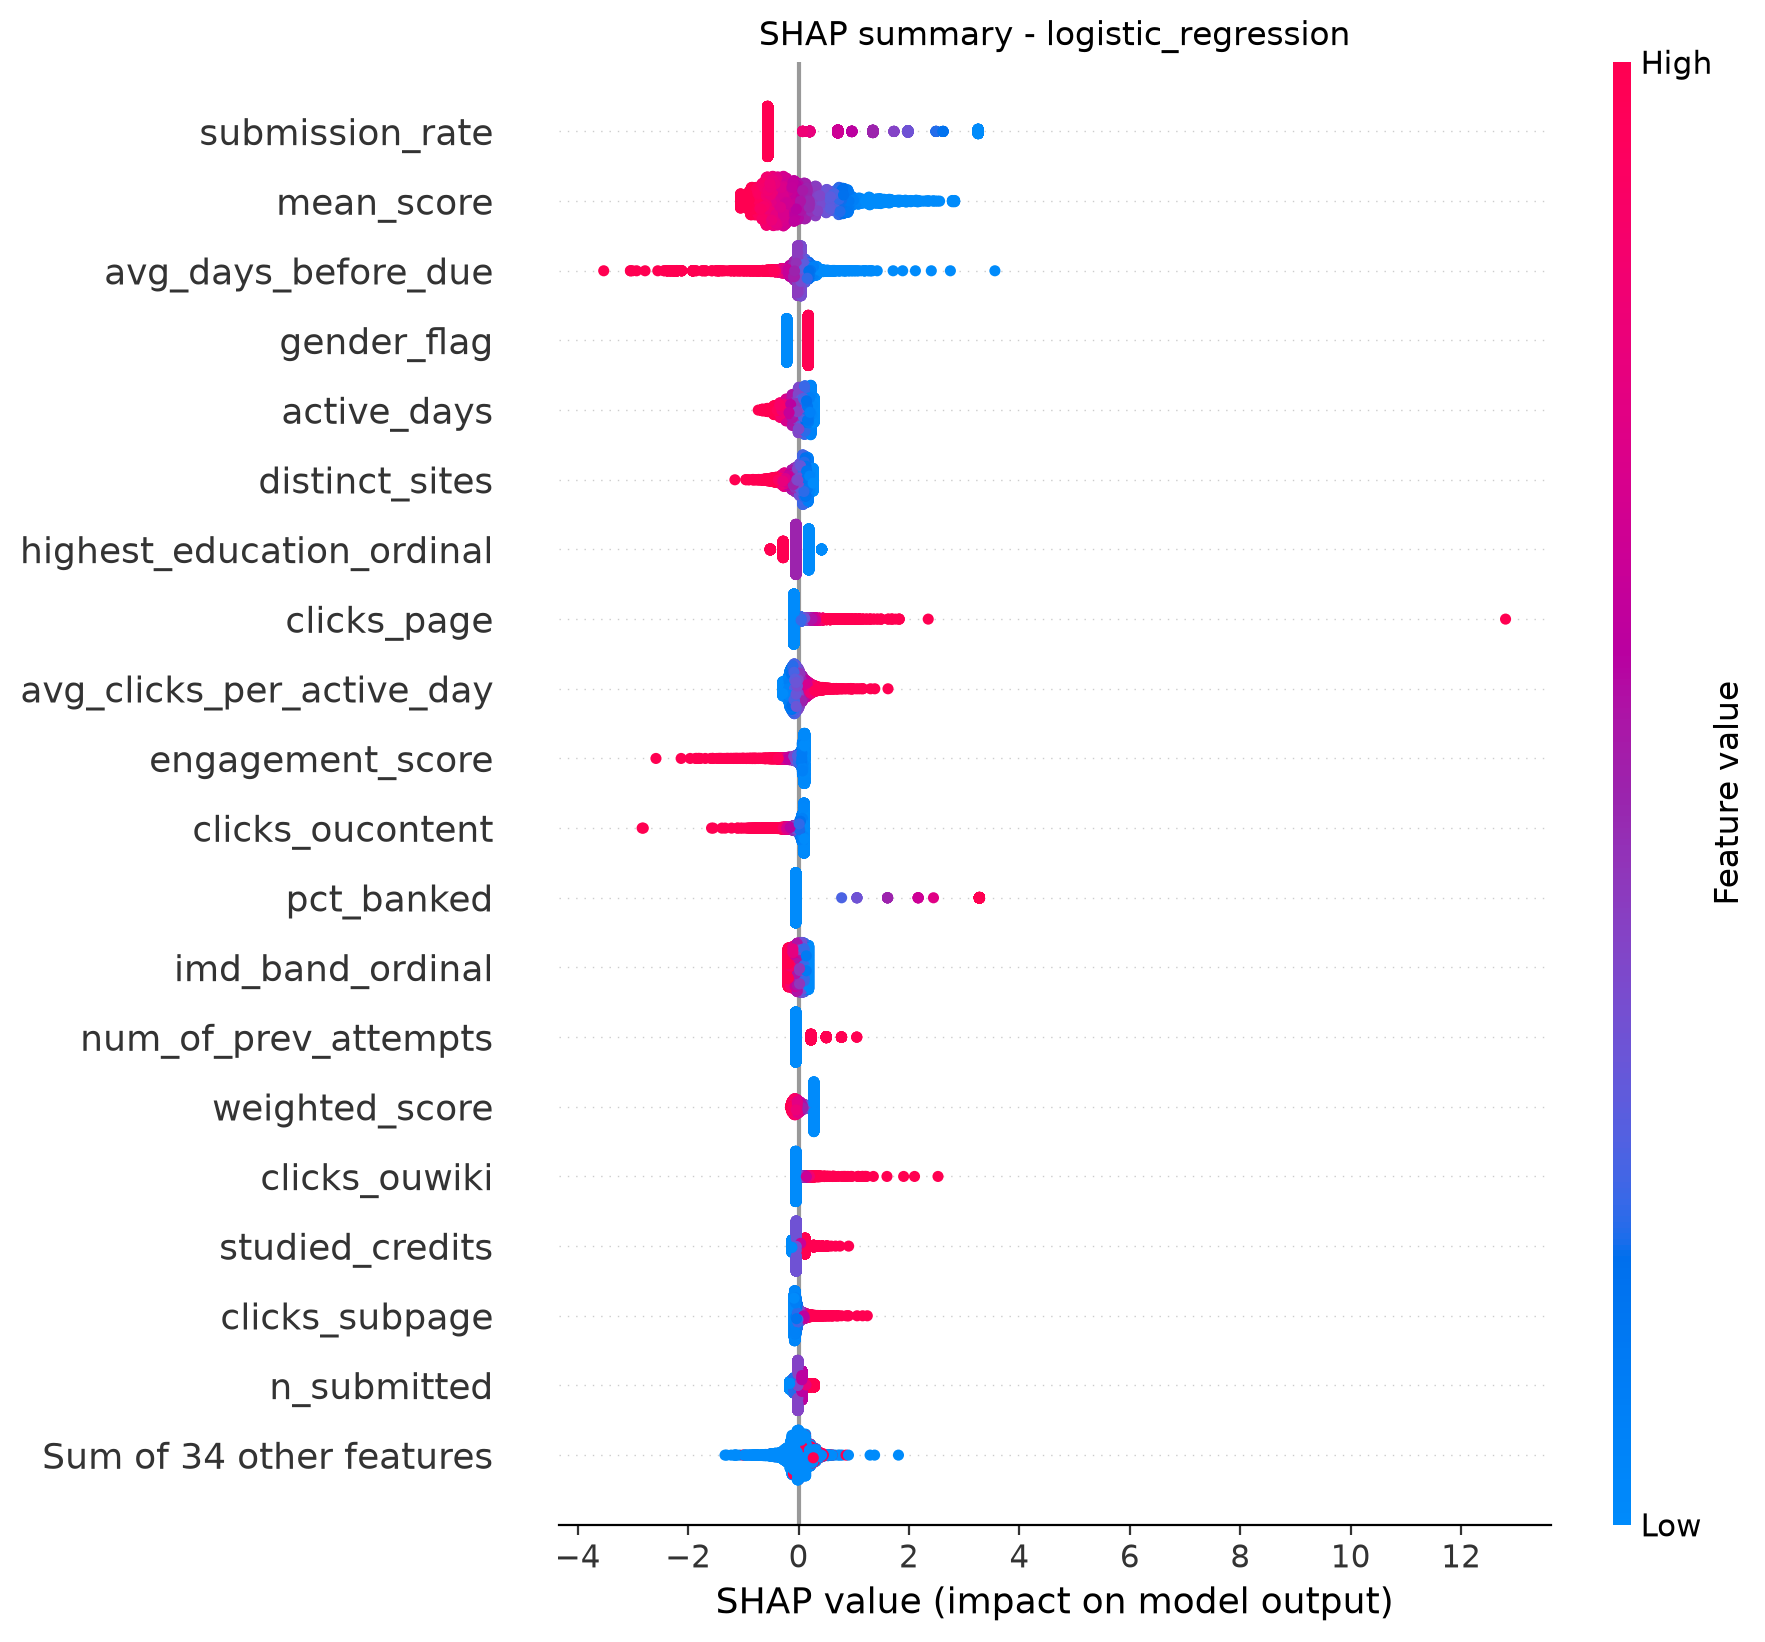 SHAP summary - logistic_regression
High
submission_rate
mean_score
avg_days_before_due
gender_flag
active_days
distinct_sites
highest_education_ordinal
clicks_page
avg_clicks_per_active_day
engagement_score
clicks_oucontent
pct_banked
imd_band_ordinal
num_of_prev_attempts
weighted_score
clicks_ouwiki
studied_credits
clicks_subpage
n_submitted
Sum of 34 other features
Feature value
Low
−4 −2 0 2 4 6 8 10 12
SHAP value (impact on model output)